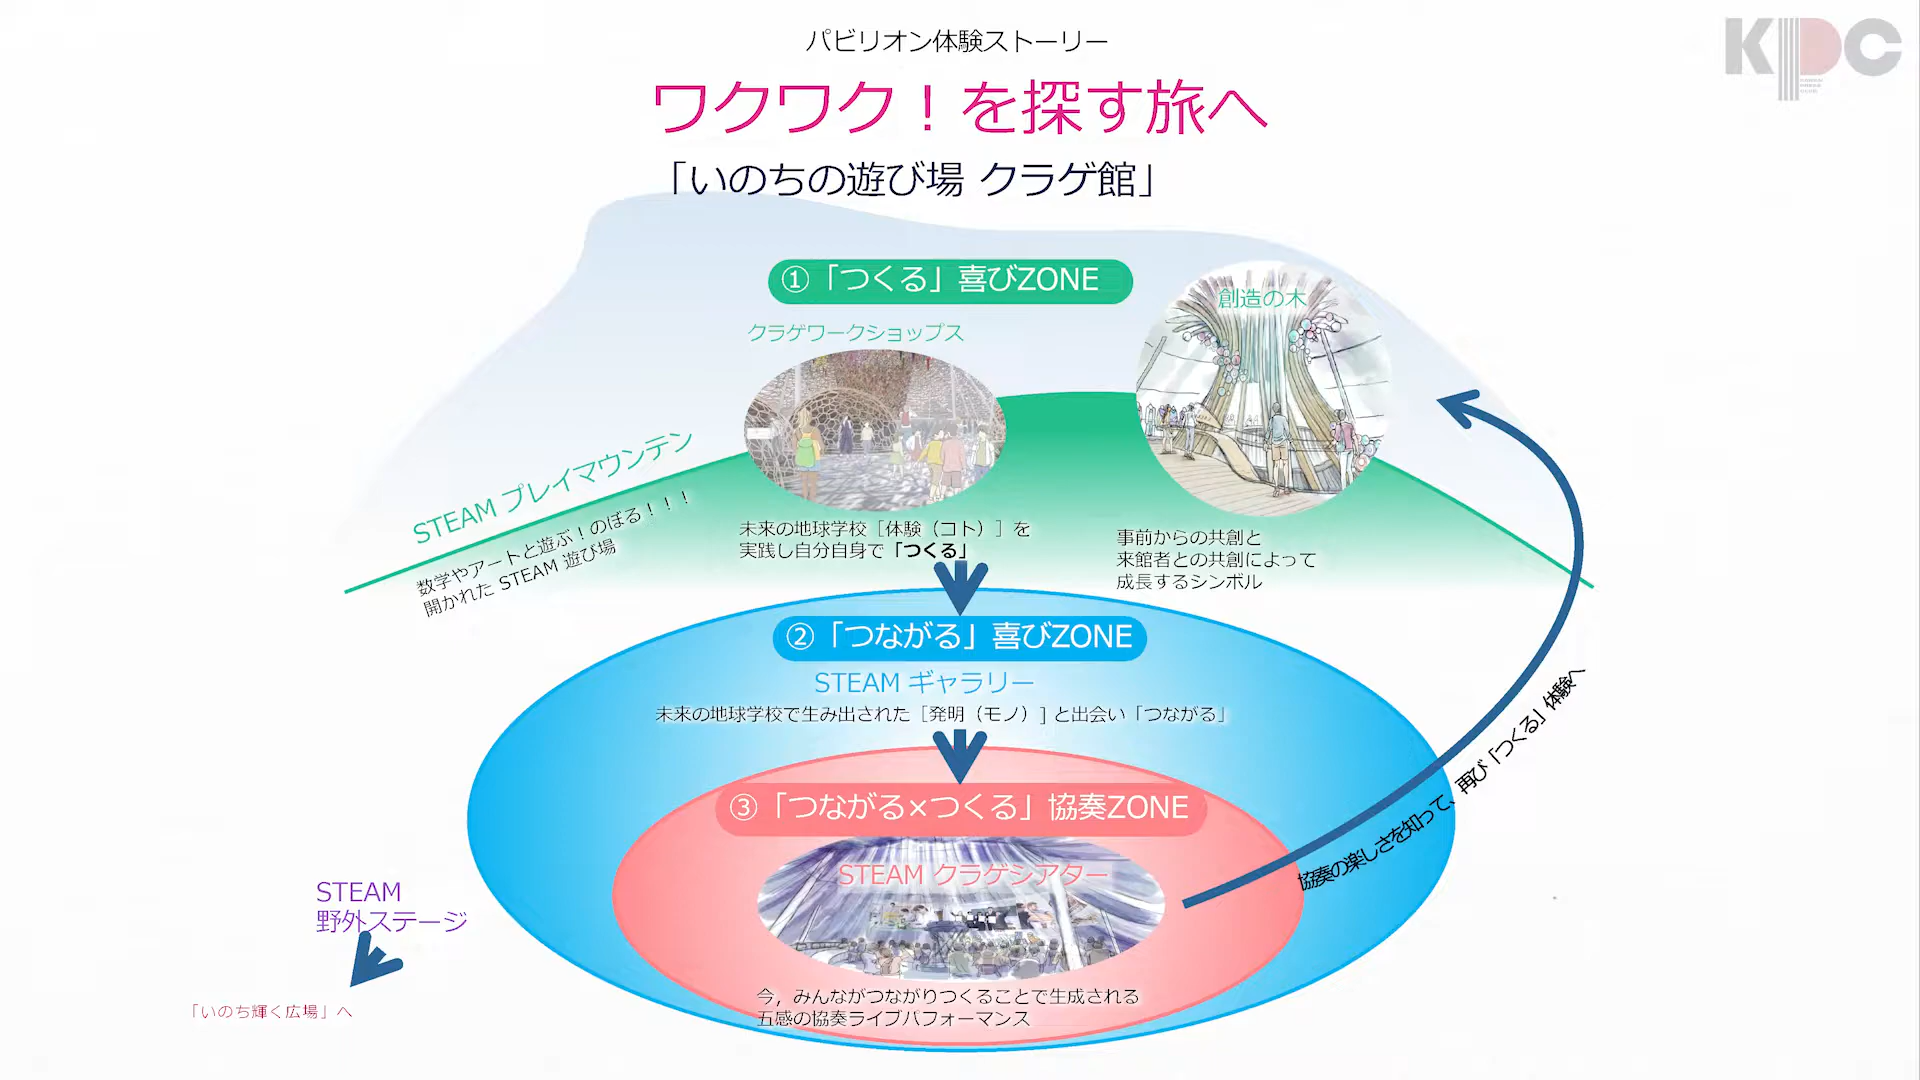 パビリオン体験ストーリー
KPC
KANSAI
PRESS
CLUB
ワクワク！を探す旅へ
「いのちの遊び場 クラゲ館」
①「つくる」喜びZONE
創造の木
クラゲワークショップス
STEAM プレイマウンテン
数学やアートと遊ぶ！のぼる！！！
開かれた STEAM 遊び場
未来の地球学校［体験（コト）］を
実践し自分自身で「つくる」
事前からの共創と
来館者との共創によって
成長するシンボル
②「つながる」喜びZONE
STEAM ギャラリー
未来の地球学校で生み出された［発明（モノ）］と出会い「つながる」
③「つながる×つくる」協奏ZONE
STEAM クラゲシアター
今，みんながつながりつくることで生成される
五感の協奏ライブパフォーマンス
協奏の楽しさを知って、再び「つくる」体験へ
STEAM
野外ステージ
「いのち輝く広場」へ